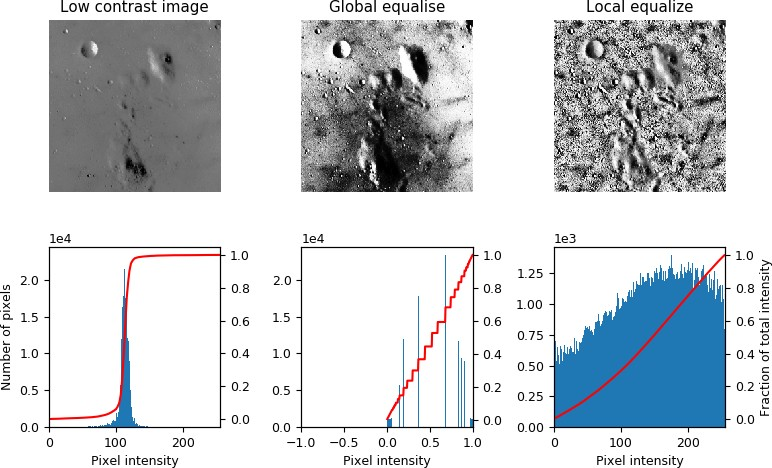 Low contrast image
Global equalise
Local equalize
1e4
1e4
1e3
Number of pixels
2.0
1.5
1.0
0.5
0.0
1.0
0.8
0.6
0.4
0.2
0.0
0 100 200
Pixel intensity
2.0
1.5
1.0
0.5
0.0
1.0
0.8
0.6
0.4
0.2
0.0
−1.0 −0.5 0.0 0.5 1.0
Pixel intensity
1.25
1.00
0.75
0.50
0.25
0.00
1.0
0.8
0.6
0.4
0.2
0.0
Fraction of total intensity
0 100 200
Pixel intensity